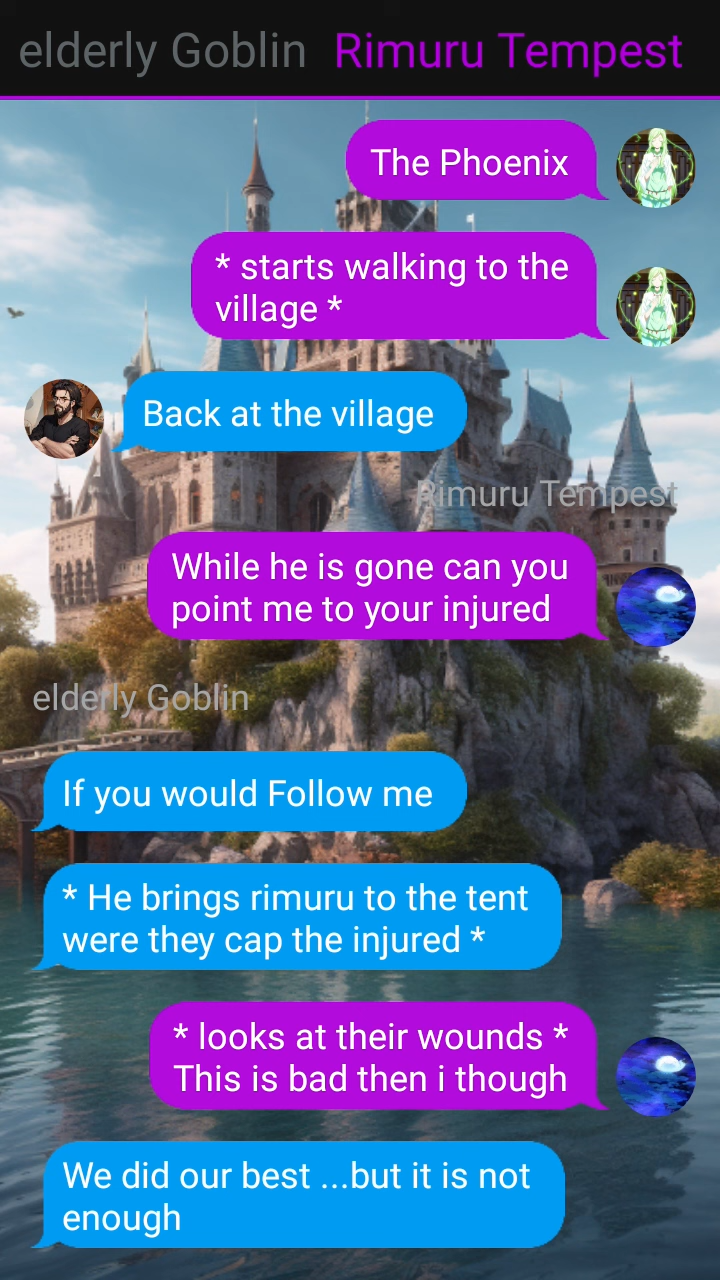 elderly Goblin Rimuru Tempest
The Phoenix
* starts walking to the
village *
Back at the village
Rimuru Tempest
While he is gone can you
point me to your injured
elderly Goblin
If you would Follow me
* He brings rimuru to the tent
were they cap the injured *
* looks at their wounds *
This is bad then i though
We did our best ...but it is not
enough